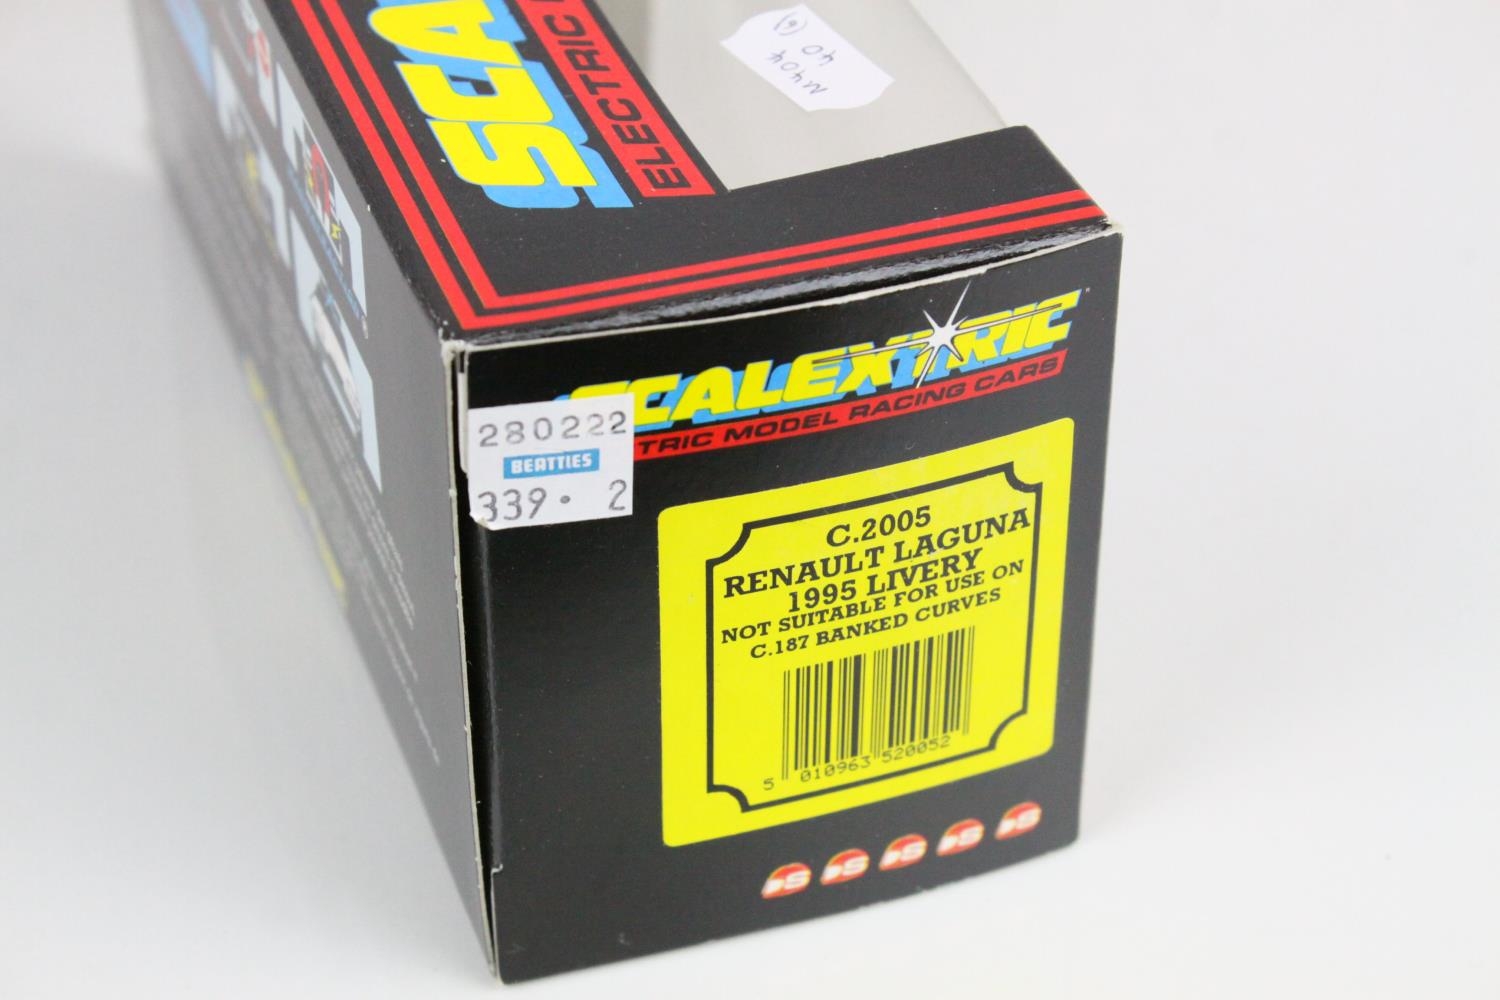 M404
40
(6)
SCA
ELECTRIC
SCALEXTRIC
TRIC MODEL RACING CARS
280222
BEATTIES
339 · 2
C.2005
RENAULT LAGUNA
1995 LIVERY
NOT SUITABLE FOR USE ON
C.187 BANKED CURVES
5 010963 520052
S S S S S